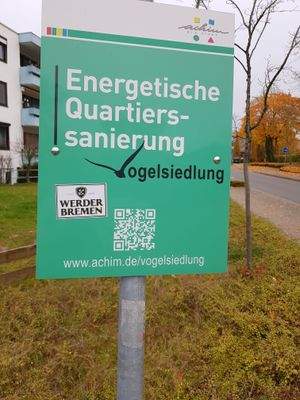 achim
Energetische
Quartiers-
sanierung
Vogelsiedlung
WERDER
BREMEN
www.achim.de/vogelsiedlung